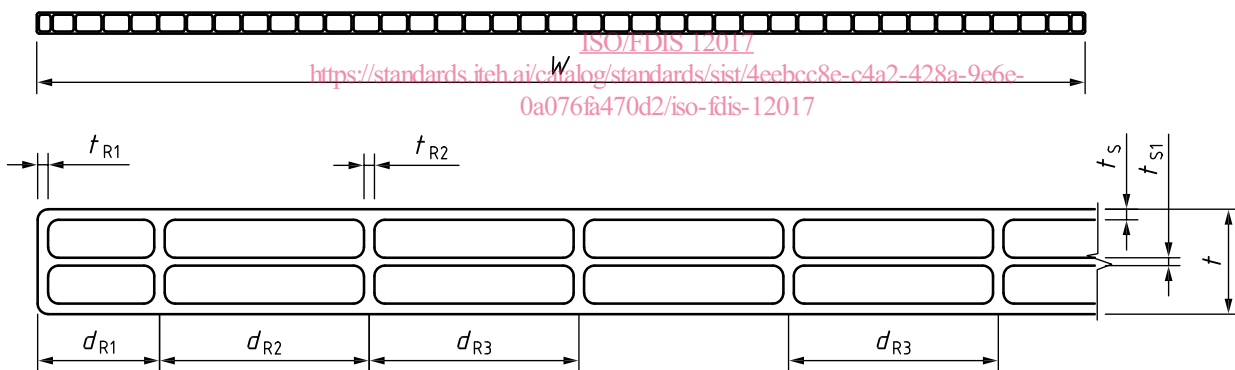 ISO/FDIS 12017
W
https://standards.iteh.ai/catalog/standards/sist/4eebcc8e-c4a2-428a-9e6e-
0a076fa470d2/iso-fdis-12017
tR1
tR2
tS
tS1
t
dR1
dR2
dR3
dR3